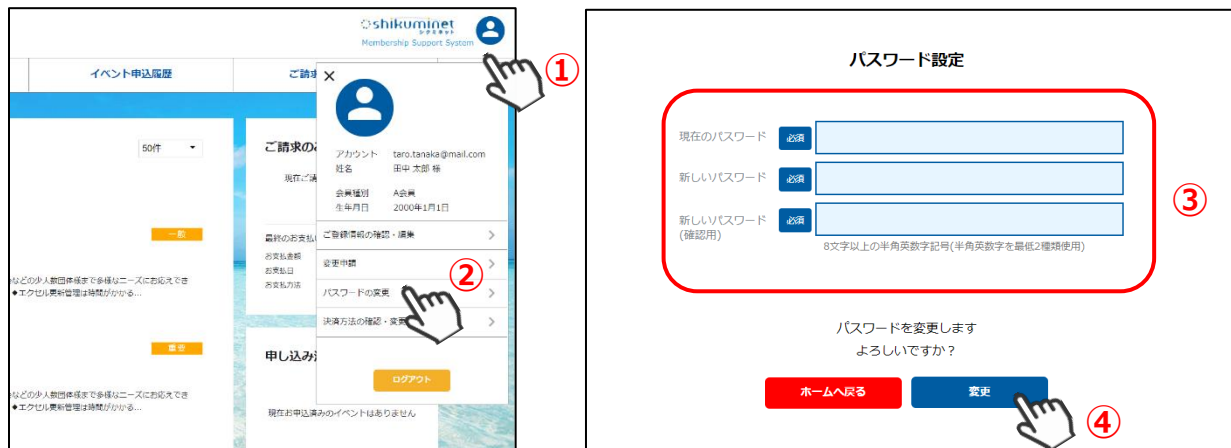 shikuminet
シクミネット
Membership Support System
①
イベント申込履歴
ご請求
×
50件
ご請求の
アカウント taro.tanaka@mail.com
姓名 田中 太郎 様
会員種別 A会員
生年月日 2000年1月1日
現在ご請
一般
最終のお支払い
お支払金額
お支払日
お支払方法
ご登録情報の確認・編集
変更申請
②
パスワードの変更
決済方法の確認・変更
などの少人数団体様まで多様なニーズにお応えでき
◆エクセル更新管理は時間がかかる...
重要
申し込み
ログアウト
などの少人数団体様まで多様なニーズにお応えでき
◆エクセル更新管理は時間がかかる...
現在お申込済みのイベントはありません
パスワード設定
現在のパスワード 必須
新しいパスワード 必須
新しいパスワード 必須
(確認用)
8文字以上の半角英数字記号(半角英数字を最低2種類使用)
③
パスワードを変更します
よろしいですか？
ホームへ戻る
変更
④